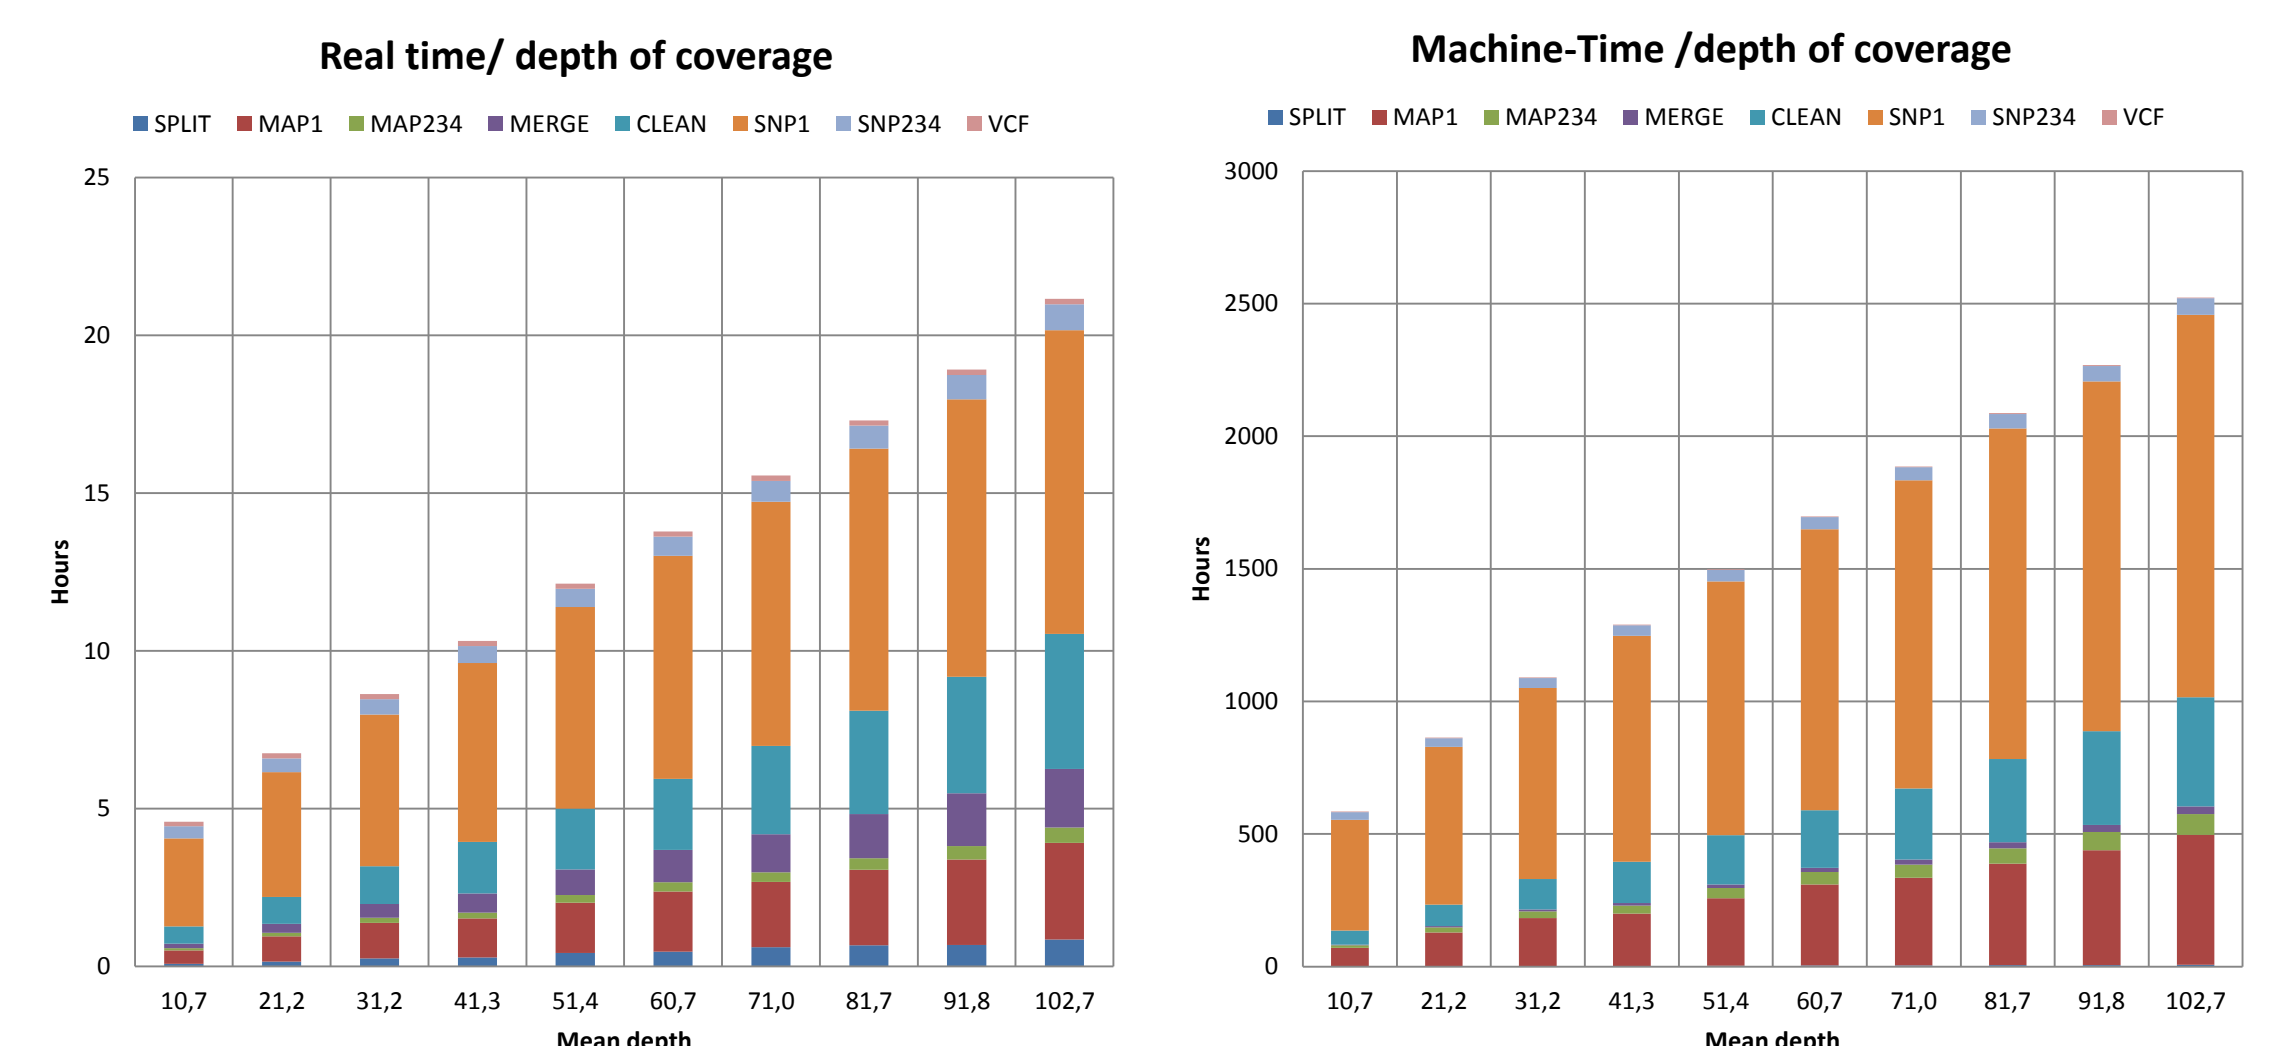 Real time/ depth of coverage
SPLIT MAP1 MAP234 MERGE CLEAN SNP1 SNP234 VCF
25
20
15
10
5
0
Hours
10,7 21,2 31,2 41,3 51,4 60,7 71,0 81,7 91,8 102,7
Mean depth
Machine-Time /depth of coverage
SPLIT MAP1 MAP234 MERGE CLEAN SNP1 SNP234 VCF
3000
2500
2000
1500
1000
500
0
Hours
10,7 21,2 31,2 41,3 51,4 60,7 71,0 81,7 91,8 102,7
Mean depth